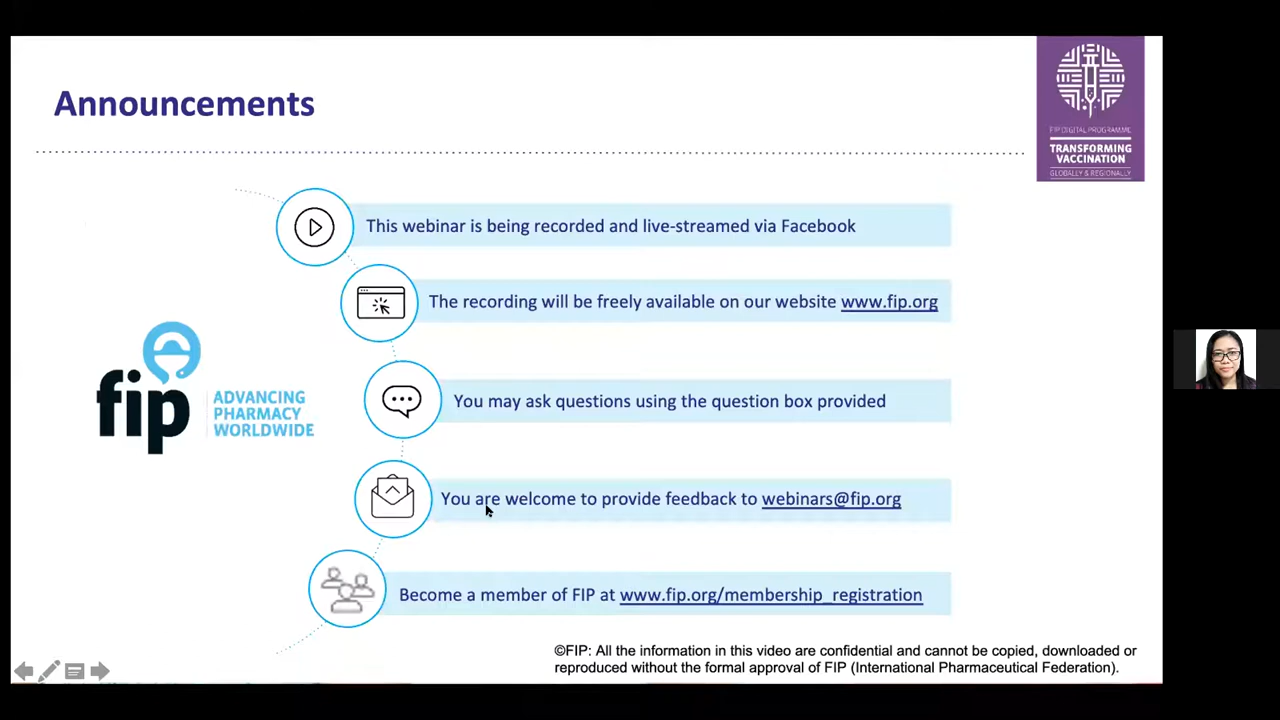 Announcements
FIP DIGITAL PROGRAMME
TRANSFORMING
VACCINATION
GLOBALLY & REGIONALLY
This webinar is being recorded and live-streamed via Facebook
The recording will be freely available on our website www.fip.org
fip
ADVANCING
PHARMACY
WORLDWIDE
You may ask questions using the question box provided
You are welcome to provide feedback to webinars@fip.org
Become a member of FIP at www.fip.org/membership_registration
©FIP: All the information in this video are confidential and cannot be copied, downloaded or
reproduced without the formal approval of FIP (International Pharmaceutical Federation).